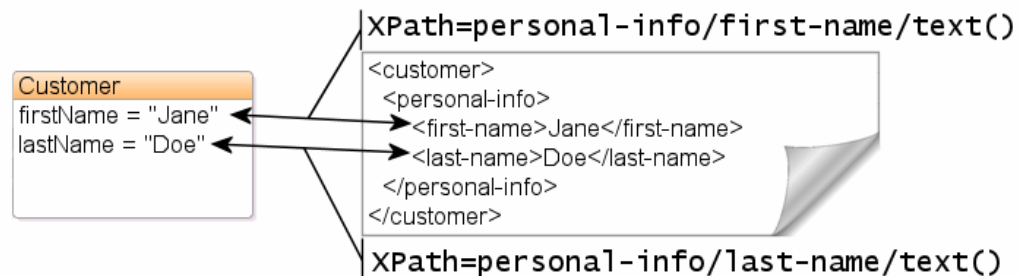 XPath=personal-info/first-name/text()
Customer
firstName = "Jane"
lastName = "Doe"
<customer>
<personal-info>
<first-name>Jane</first-name>
<last-name>Doe</last-name>
</personal-info>
</customer>
XPath=personal-info/last-name/text()